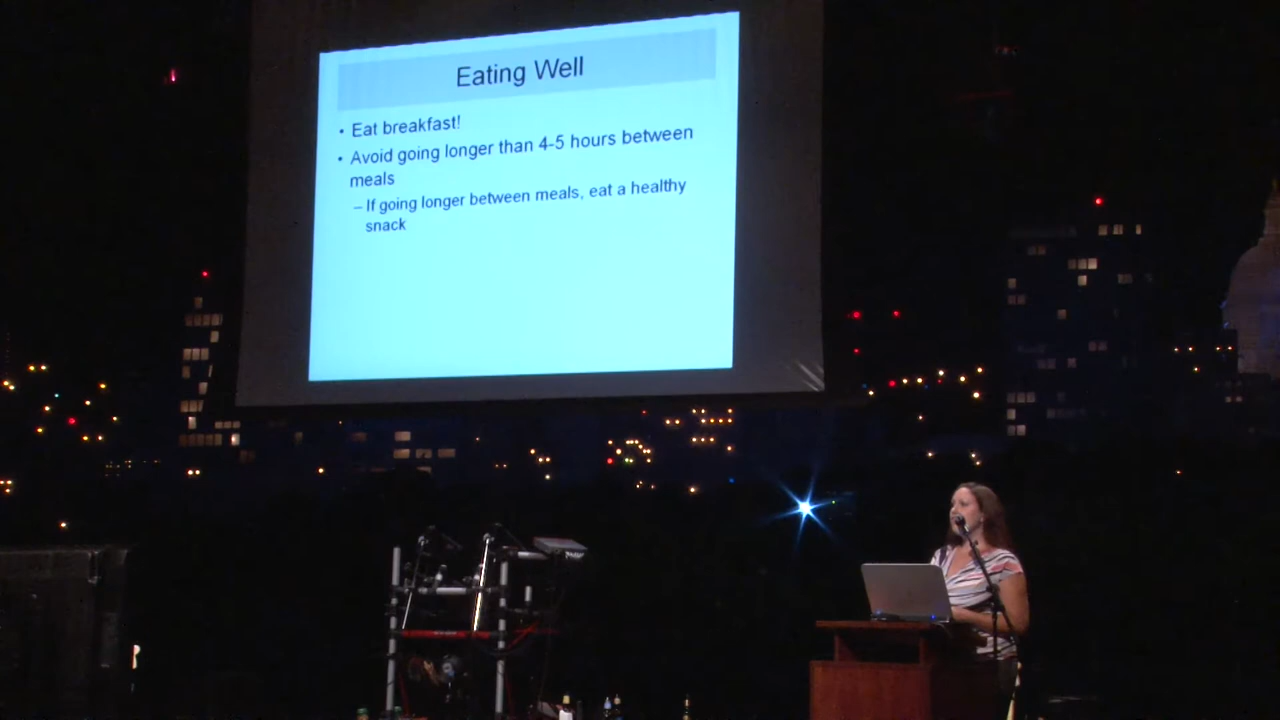 Eating Well
• Eat breakfast!
• Avoid going longer than 4-5 hours between
meals
– If going longer between meals, eat a healthy
snack